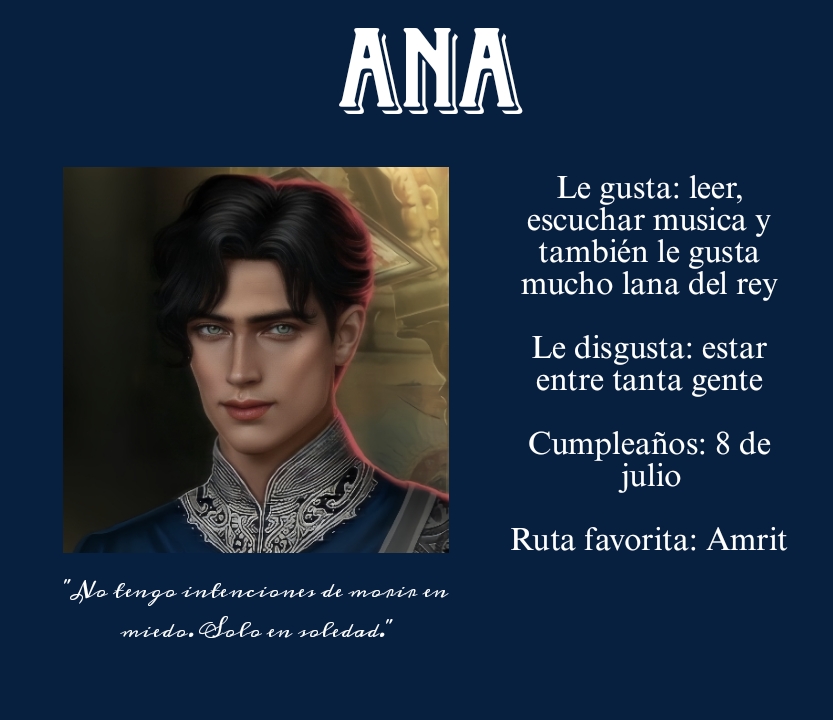 ANA
Le gusta: leer,
escuchar musica y
también le gusta
mucho lana del rey
Le disgusta: estar
entre tanta gente
Cumpleaños: 8 de
julio
Ruta favorita: Amrit
"No tengo intenciones de morir en
miedo. Solo en soledad."